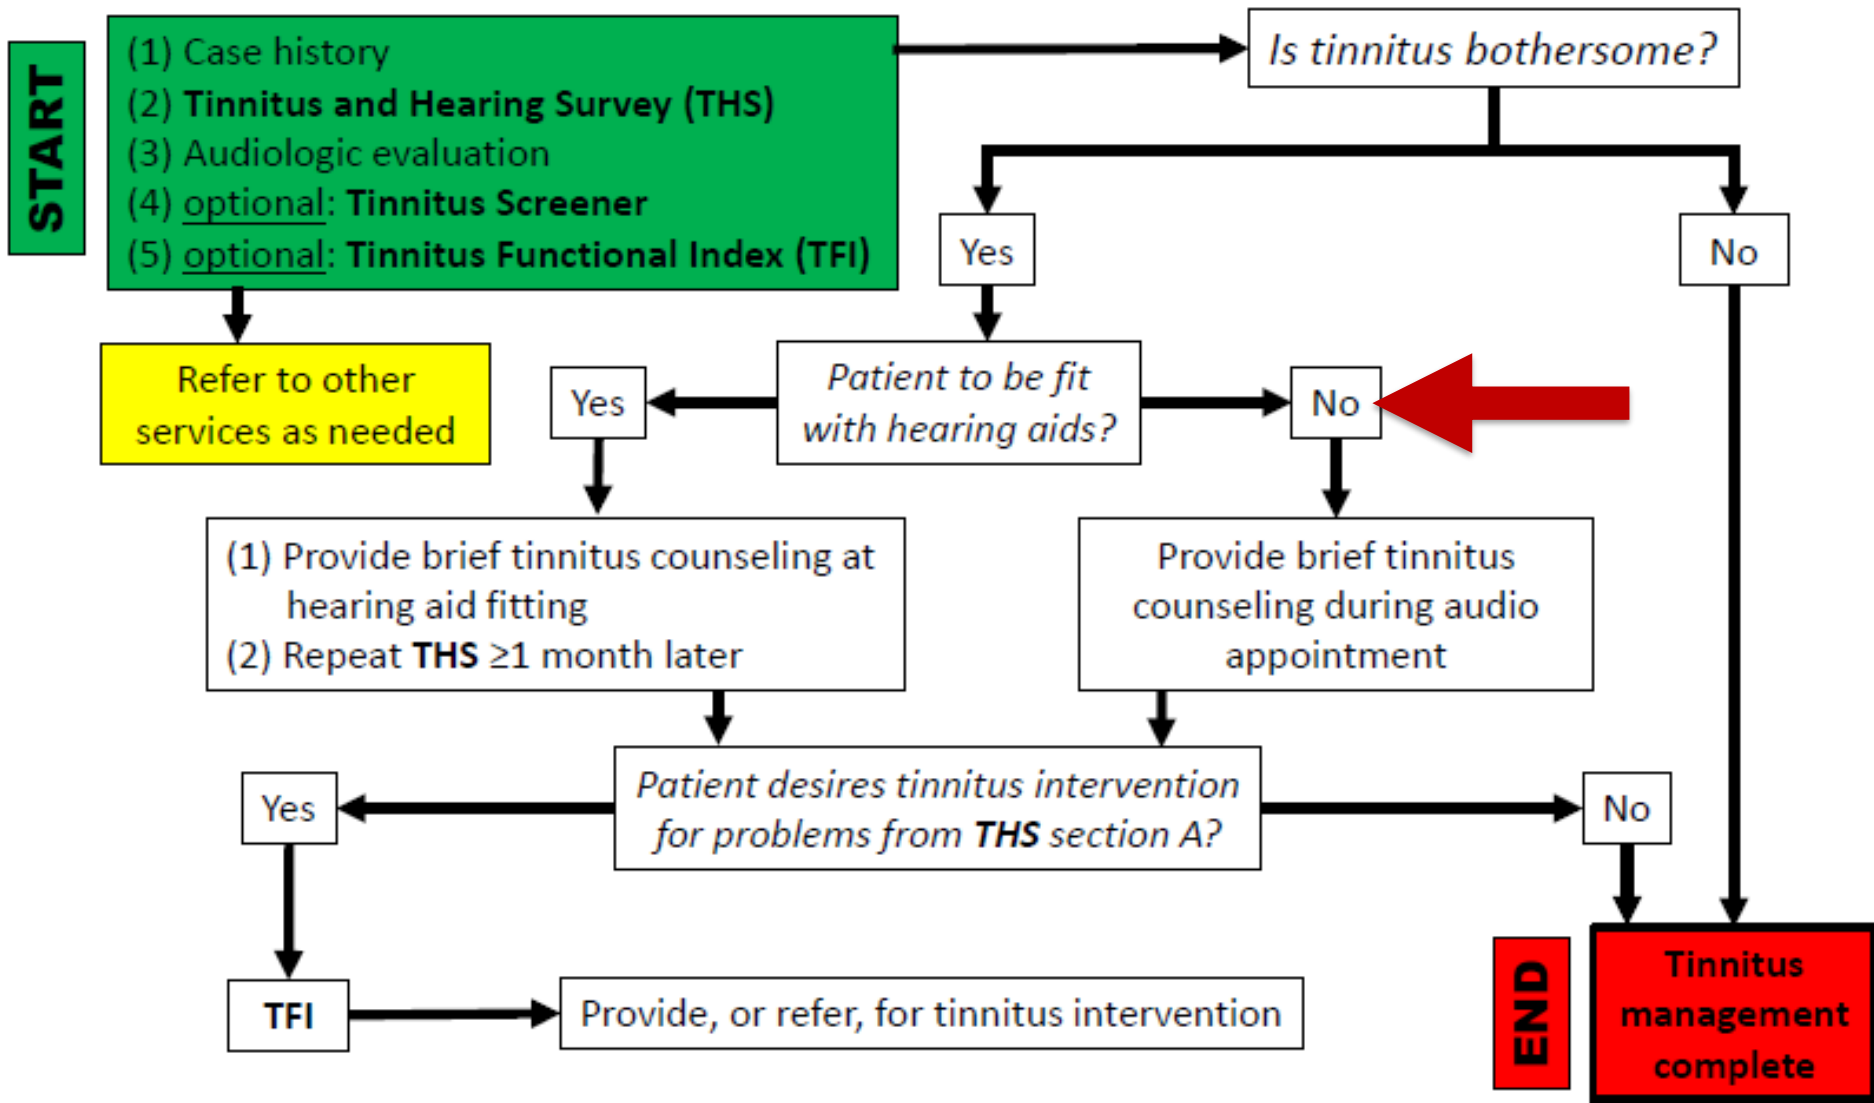 START
(1) Case history
(2) Tinnitus and Hearing Survey (THS)
(3) Audiologic evaluation
(4) optional: Tinnitus Screener
(5) optional: Tinnitus Functional Index (TFI)
Is tinnitus bothersome?
Yes
No
Refer to other
services as needed
Yes
Patient to be fit
with hearing aids?
No
(1) Provide brief tinnitus counseling at
hearing aid fitting
(2) Repeat THS ≥1 month later
Provide brief tinnitus
counseling during audio
appointment
Yes
Patient desires tinnitus intervention
for problems from THS section A?
No
TFI
Provide, or refer, for tinnitus intervention
END
Tinnitus
management
complete